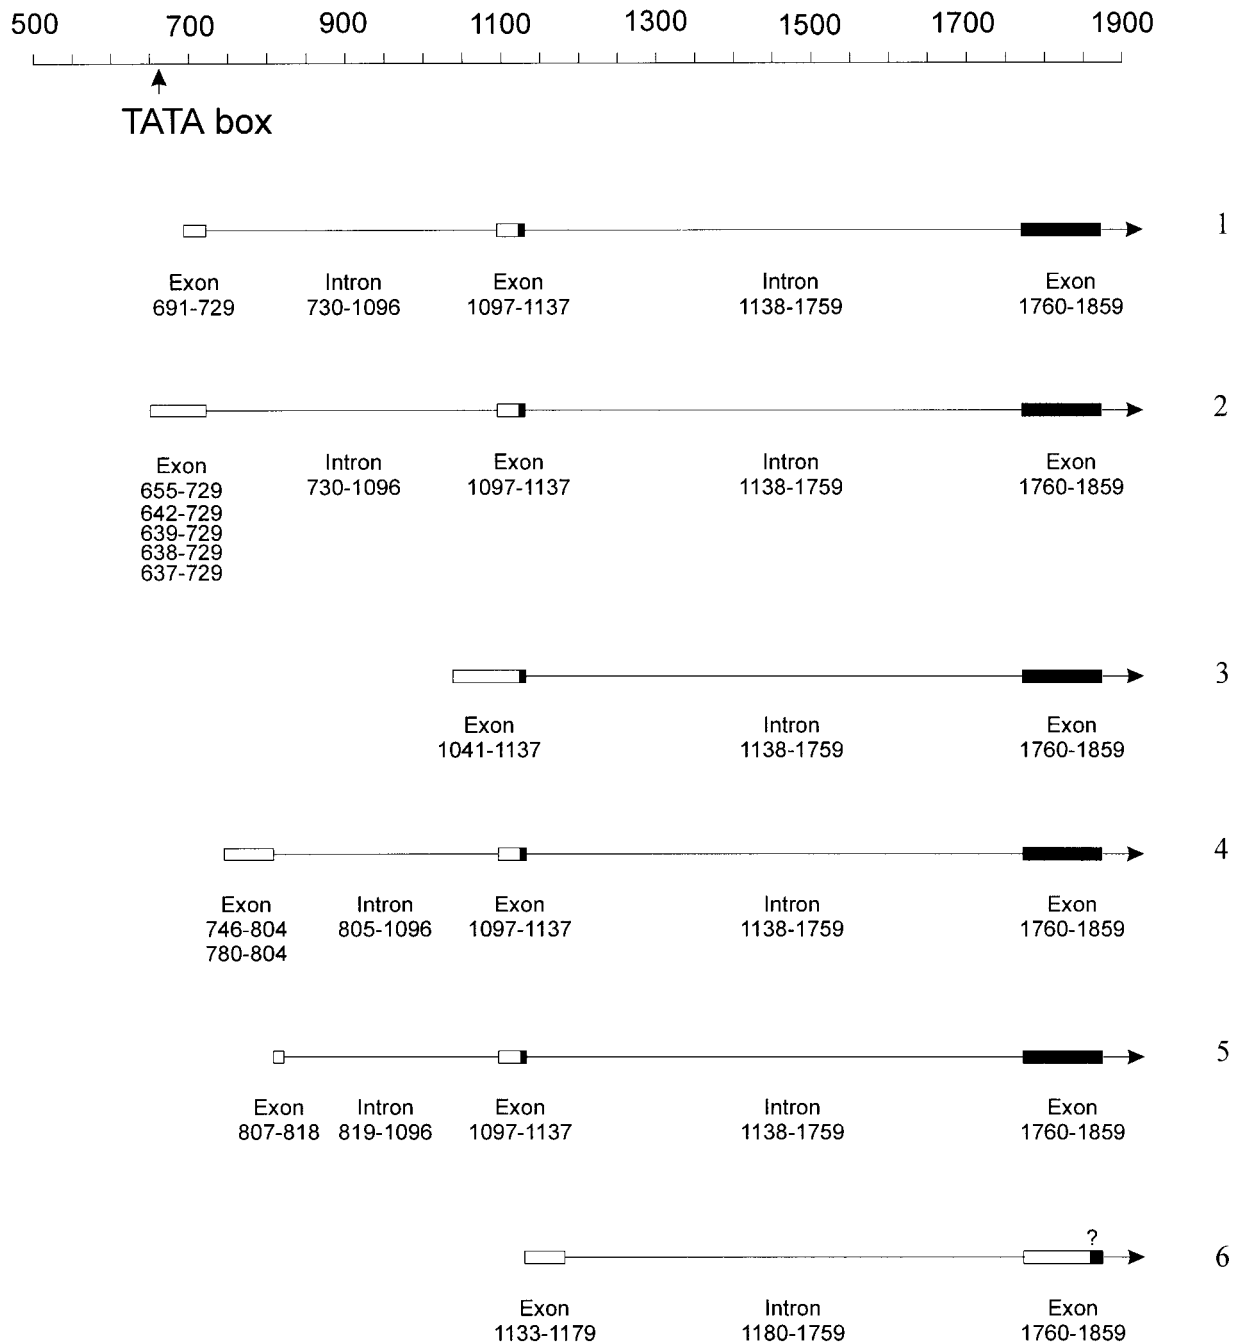 500 700 900 1100 1300 1500 1700 1900
TATA box
1
Exon Intron Exon Intron Exon
691-729 730-1096 1097-1137 1138-1759 1760-1859
2
Exon Intron Exon Intron Exon
655-729 730-1096 1097-1137 1138-1759 1760-1859
642-729
639-729
638-729
637-729
3
Exon Intron Exon
1041-1137 1138-1759 1760-1859
4
Exon Intron Exon Intron Exon
746-804 805-1096 1097-1137 1138-1759 1760-1859
780-804
5
Exon Intron Exon Intron Exon
807-818 819-1096 1097-1137 1138-1759 1760-1859
?
6
Exon Intron Exon
1133-1179 1180-1759 1760-1859